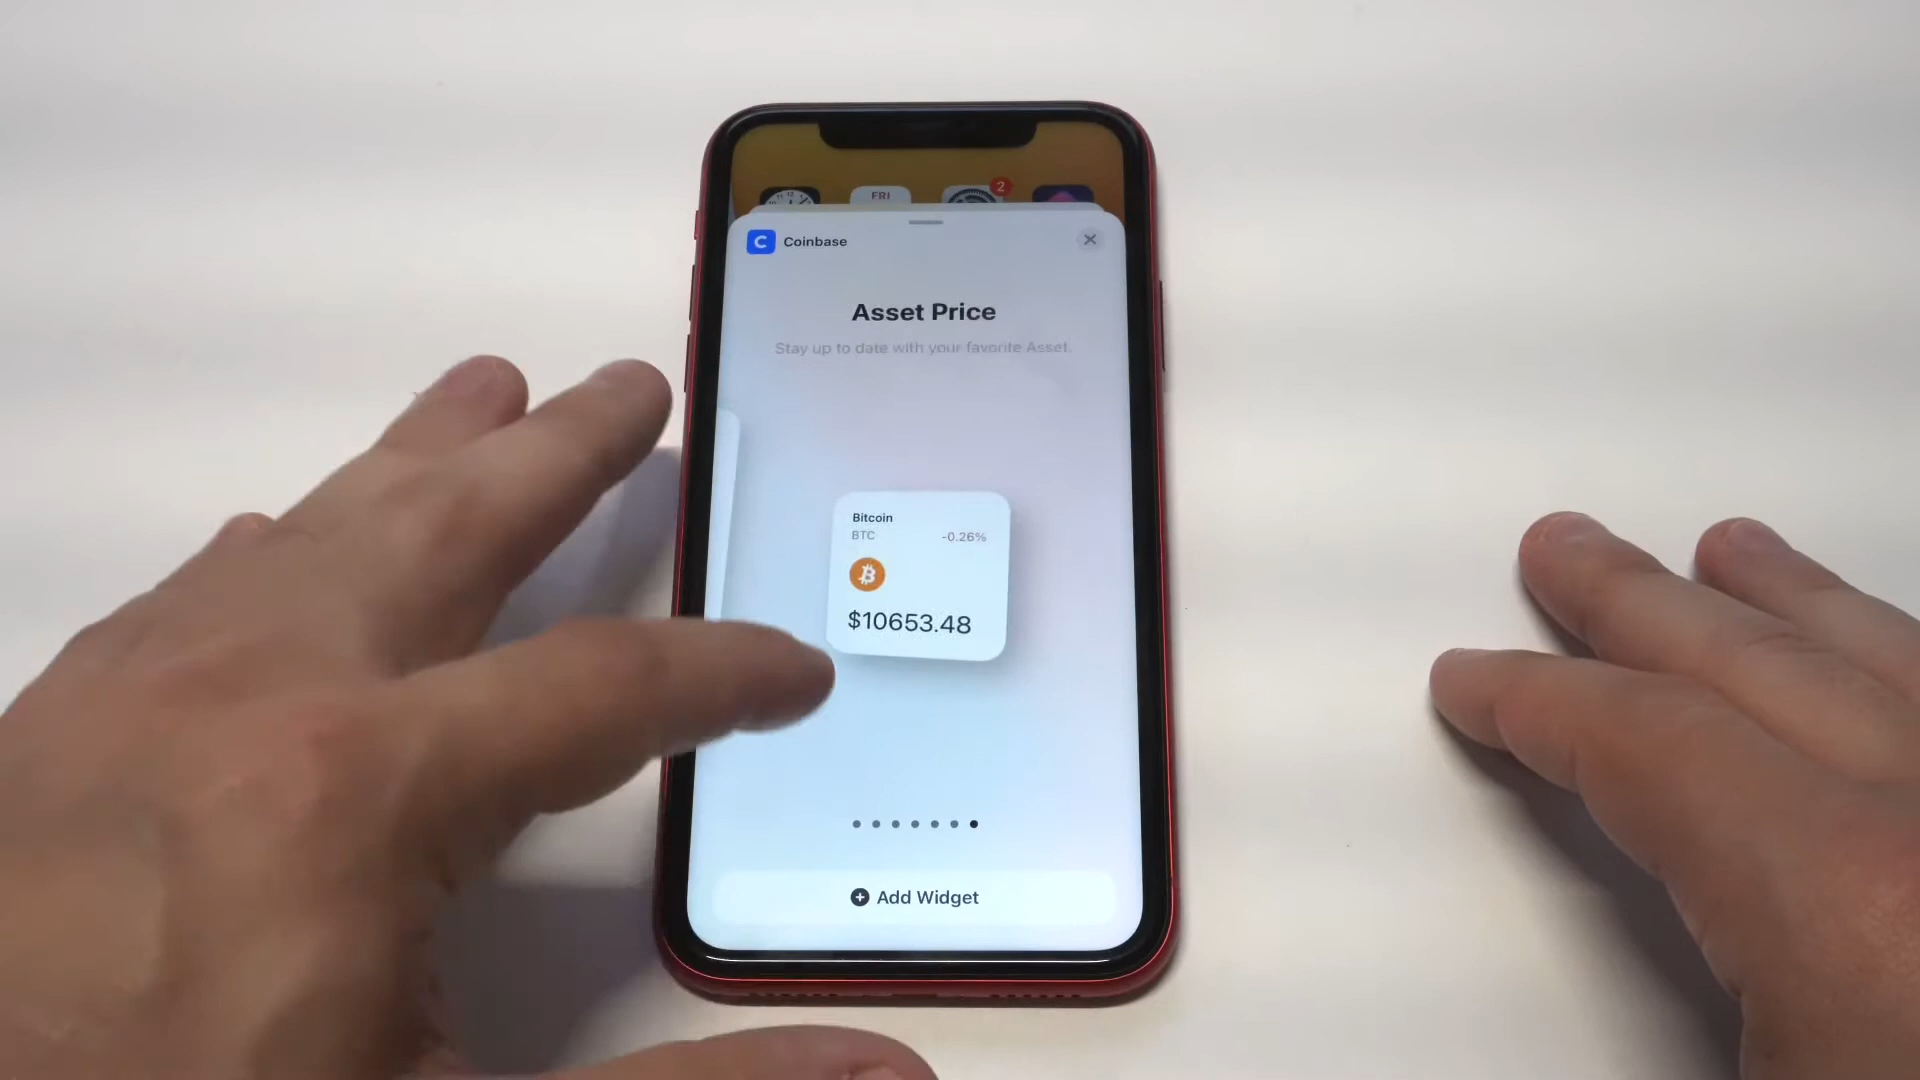 FRI
2
Coinbase
Asset Price
Stay up to date with your favorite Asset.
Bitcoin
BTC
-0.26%
$10653.48
Add Widget